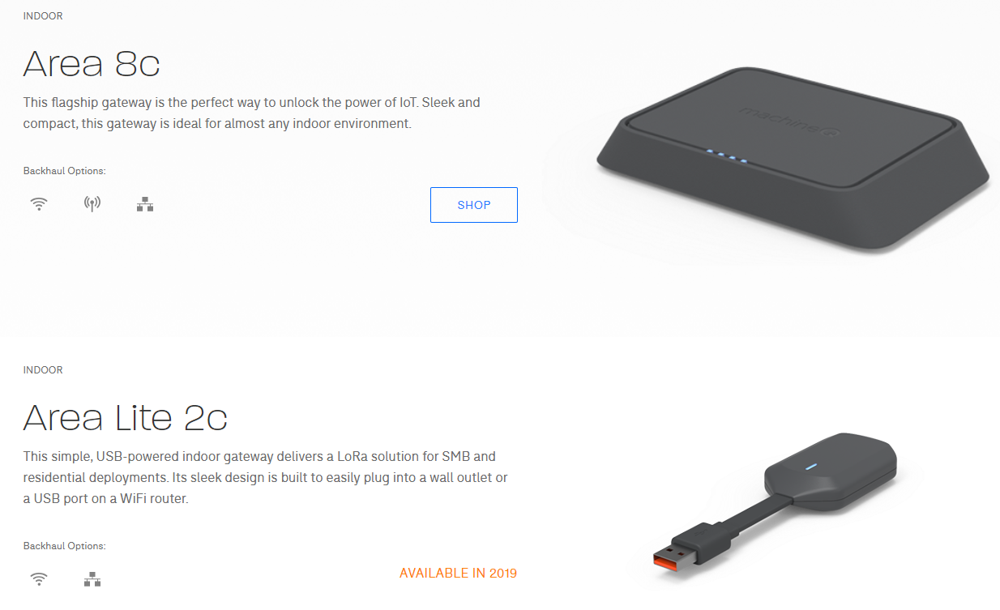 INDOOR
Area 8c
This flagship gateway is the perfect way to unlock the power of IoT. Sleek and
compact, this gateway is ideal for almost any indoor environment.
Backhaul Options:
SHOP
machineQ
INDOOR
Area Lite 2c
This simple, USB-powered indoor gateway delivers a LoRa solution for SMB and
residential deployments. Its sleek design is built to easily plug into a wall outlet or
a USB port on a WiFi router.
Backhaul Options:
AVAILABLE IN 2019